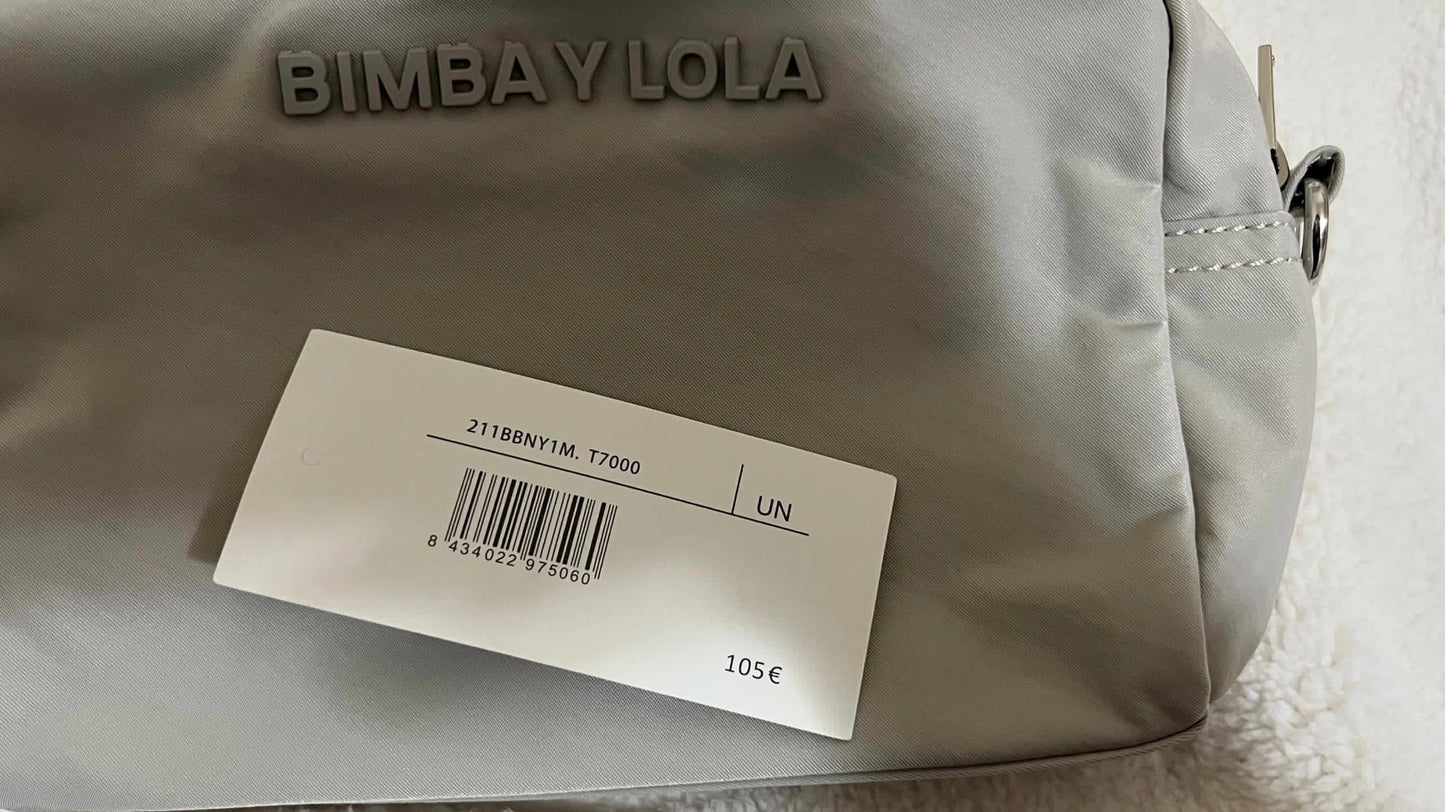 BIMBA Y LOLA
211BBNY1M. T7000
UN
8 434022 975060
105€